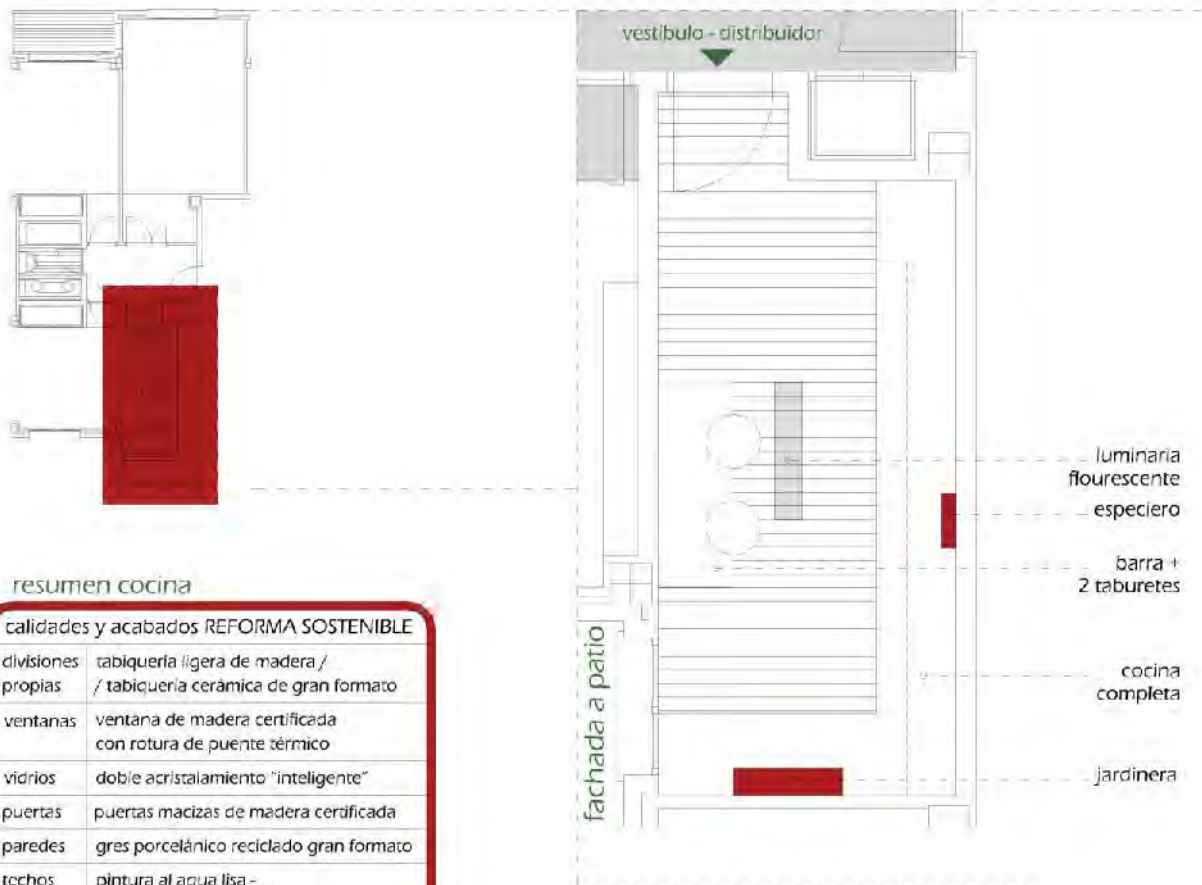 vestíbulo - distribuidor
luminaria
flourescente
especiero
barra +
2 taburetes
cocina
completa
jardinera
fachada a patio
resumen cocina
calidades y acabados REFORMA SOSTENIBLE
divisiones propias tabiquería ligera de madera /
/ tabiquería cerámica de gran formato
ventanas ventana de madera certificada
con rotura de puente térmico
vidrios doble acristalamiento "inteligente"
puertas puertas macizas de madera certificada
paredes gres porcelánico reciclado gran formato
techos pintura al agua lisa -